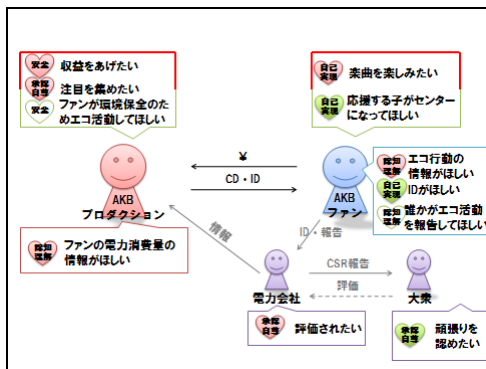 安全
収益をあげたい
承認
自尊
注目を集めたい
安全
ファンが環境保全のた
めエコ活動してほしい
自己
実現
楽曲を楽しみたい
自己
実現
応援する子がセンター
になってほしい
¥
CD・ID
AKB
プロダクション
AKB
ファン
認知
理解
エコ行動の
情報がほしい
自己
実現
IDがほしい
認知
理解
誰かがエコ活動
を報告してほしい
認知
理解
ファンの電力消費量の
情報がほしい
情報
ID・報告
CSR報告
評価
電力会社
大衆
承認
自尊
評価されたい
承認
自尊
頑張りを
認めたい